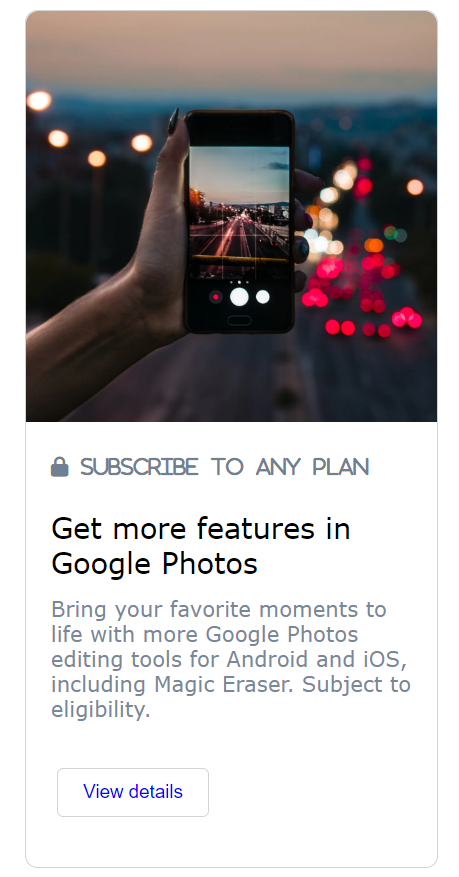 SUBSCRIBE TO ANY PLAN
Get more features in
Google Photos
Bring your favorite moments to
life with more Google Photos
editing tools for Android and iOS,
including Magic Eraser. Subject to
eligibility.
View details